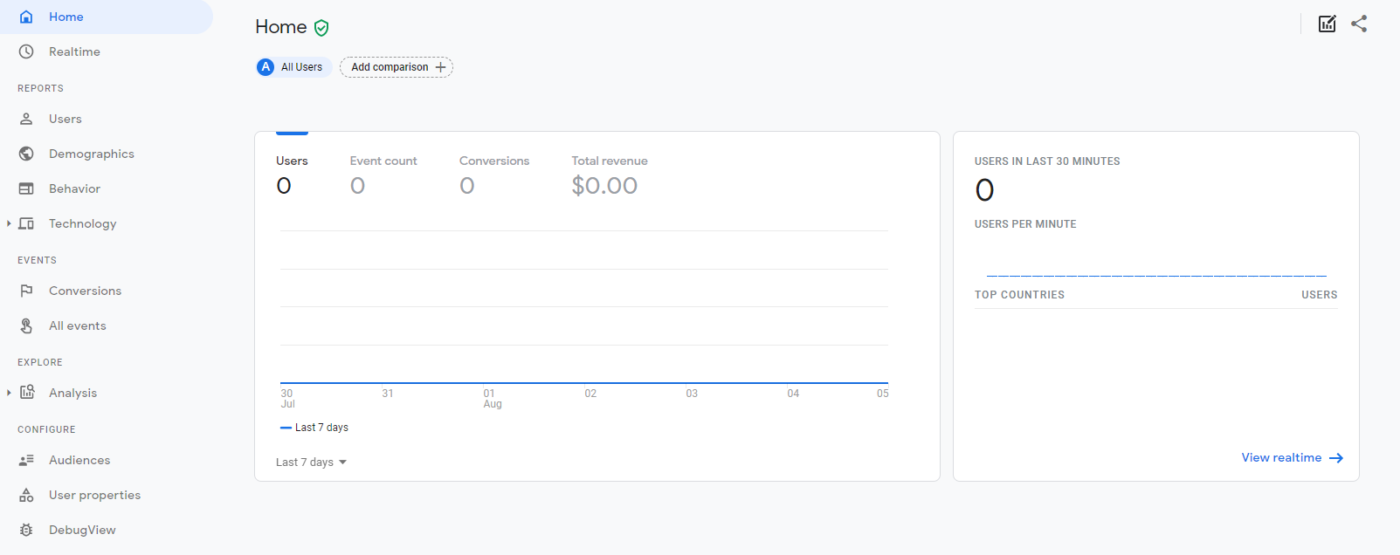 Home
Realtime
REPORTS
Users
Demographics
Behavior
Technology
EVENTS
Conversions
All events
EXPLORE
Analysis
CONFIGURE
Audiences
User properties
DebugView
Home
A All Users Add comparison +
Users Event count Conversions Total revenue
0 0 0 $0.00
30 31 01 02 03 04 05
Jul Aug
Last 7 days
Last 7 days
USERS IN LAST 30 MINUTES
0
USERS PER MINUTE
TOP COUNTRIES USERS
View realtime